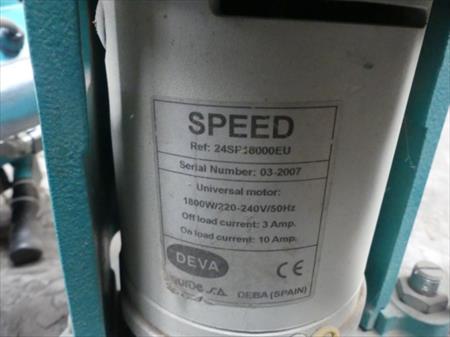 SPEED
Ref: 24SP18000EU
Serial Number: 03-2007
Universal motor:
1800W/220-240V/50Hz
Off load current: 3 Amp.
On load current: 10 Amp.
DEVA
CE
S.A. DEBA (SPAIN)